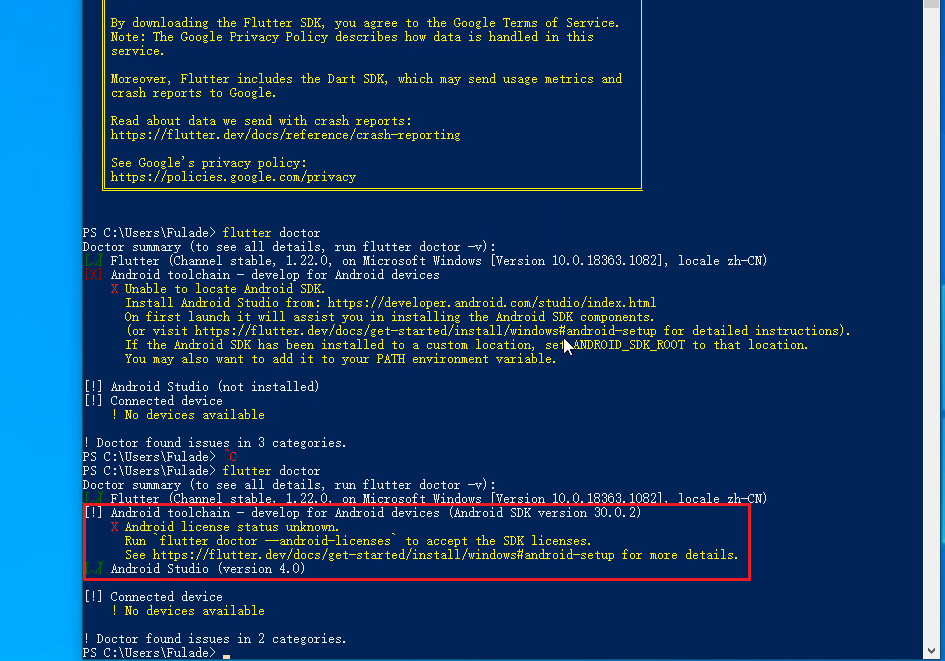 By downloading the Flutter SDK, you agree to the Google Terms of Service.
Note: The Google Privacy Policy describes how data is handled in this
service.
Moreover, Flutter includes the Dart SDK, which may send usage metrics and
crash reports to Google.
Read about data we send with crash reports:
https://flutter.dev/docs/reference/crash-reporting
See Google's privacy policy:
https://policies.google.com/privacy
PS C:\Users\Fulade> flutter doctor
Doctor summary (to see all details, run flutter doctor -v):
[√] Flutter (Channel stable, 1.22.0, on Microsoft Windows [Version 10.0.18363.1082], locale zh-CN)
[X] Android toolchain - develop for Android devices
X Unable to locate Android SDK.
Install Android Studio from: https://developer.android.com/studio/index.html
On first launch it will assist you in installing the Android SDK components.
(or visit https://flutter.dev/docs/get-started/install/windows#android-setup for detailed instructions).
If the Android SDK has been installed to a custom location, set ANDROID_SDK_ROOT to that location.
You may also want to add it to your PATH environment variable.
[!] Android Studio (not installed)
[!] Connected device
! No devices available
! Doctor found issues in 3 categories.
PS C:\Users\Fulade> ^C
PS C:\Users\Fulade> flutter doctor
Doctor summary (to see all details, run flutter doctor -v):
[√] Flutter (Channel stable, 1.22.0, on Microsoft Windows [Version 10.0.18363.1082], locale zh-CN)
[!] Android toolchain - develop for Android devices (Android SDK version 30.0.2)
X Android license status unknown.
Run `flutter doctor --android-licenses` to accept the SDK licenses.
See https://flutter.dev/docs/get-started/install/windows#android-setup for more details.
[√] Android Studio (version 4.0)
[!] Connected device
! No devices available
! Doctor found issues in 2 categories.
PS C:\Users\Fulade>